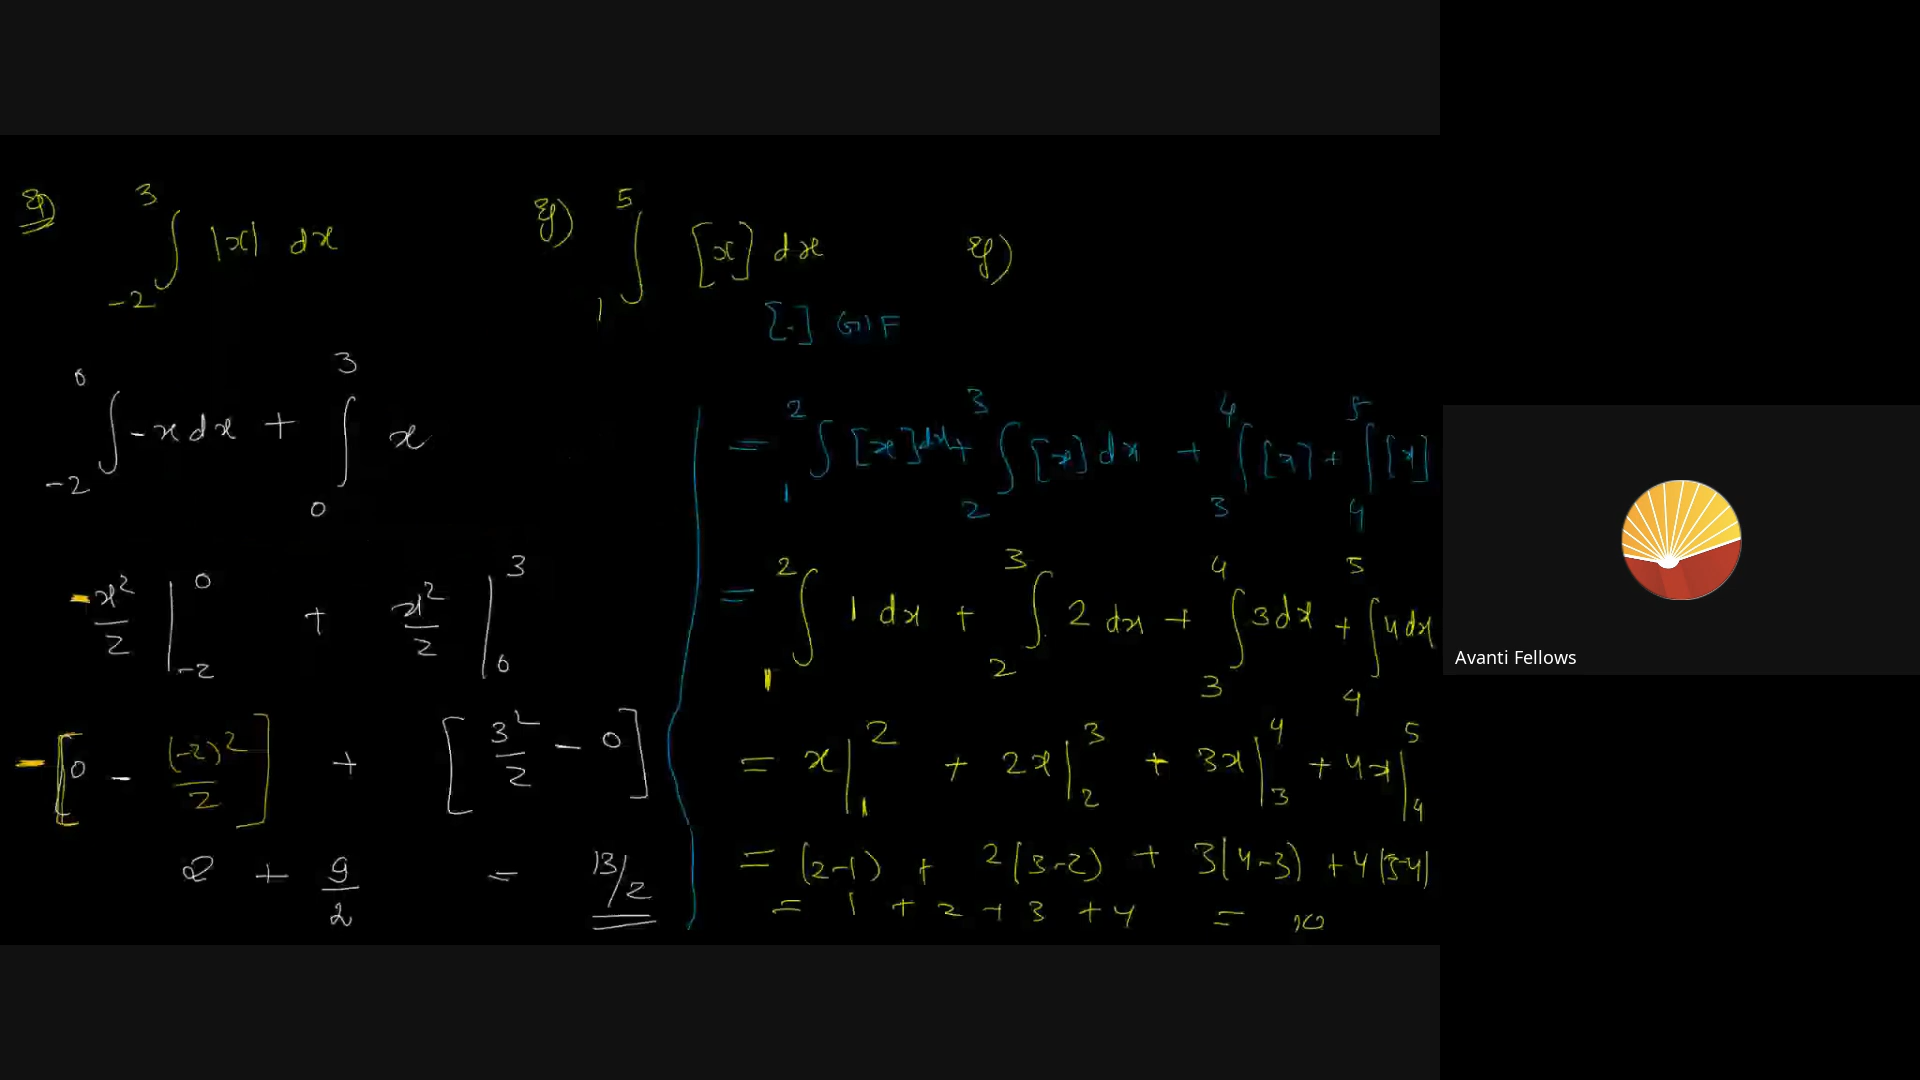 Eg) ∫_{-2}^{3} |x| dx
∫_{-2}^{0} -x dx + ∫_{0}^{3} x
-x²/2 |_{-2}^{0} + x²/2 |_{0}^{3}
-[0 - (-2)²/2] + [3²/2 - 0]
2 + 9/2 = 13/2
Eg) ∫_{1}^{5} [x] dx
[.] GIF
= ∫_{1}^{2} [x] dx + ∫_{2}^{3} [x] dx + ∫_{3}^{4} [x] + ∫_{4}^{5} [x]
= ∫_{1}^{2} 1 dx + ∫_{2}^{3} 2 dx + ∫_{3}^{4} 3 dx + ∫_{4}^{5} 4 dx
= x |_{1}^{2} + 2x |_{2}^{3} + 3x |_{3}^{4} + 4x |_{4}^{5}
= (2-1) + 2(3-2) + 3(4-3) + 4(5-4)
= 1 + 2 + 3 + 4 = 10
Eg)
Avanti Fellows